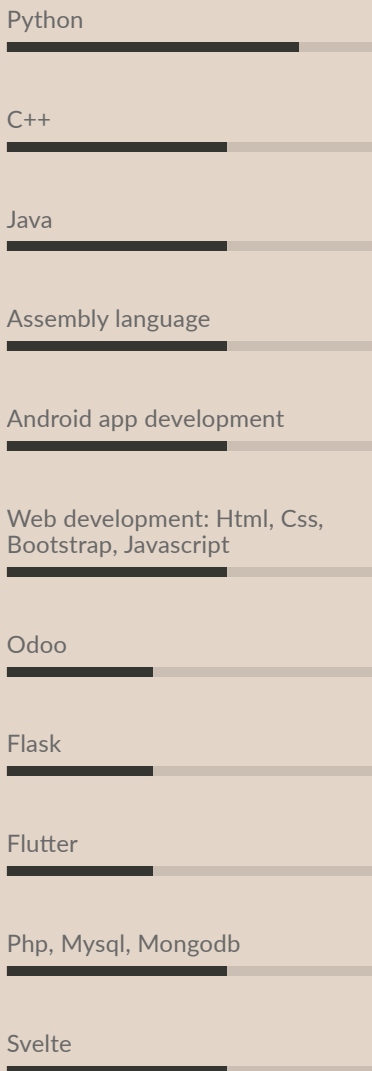 Python
C++
Java
Assembly language
Android app development
Web development: Html, Css,
Bootstrap, Javascript
Odoo
Flask
Flutter
Php, Mysql, Mongodb
Svelte